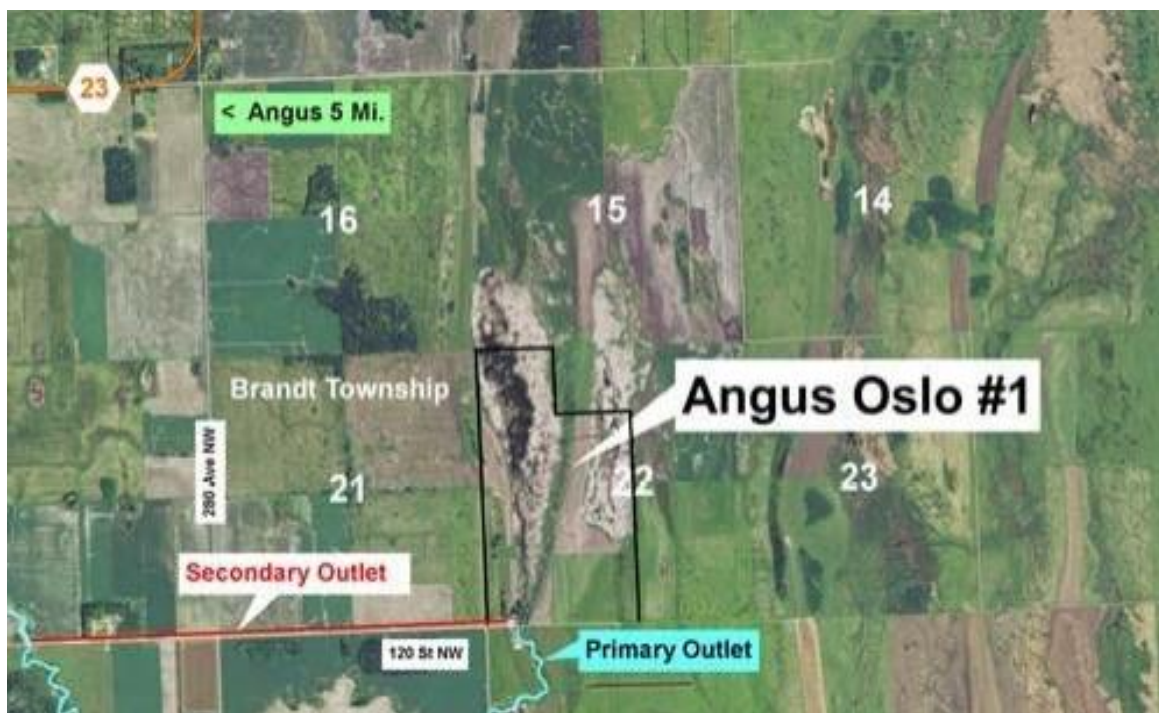 23
< Angus 5 Mi.
16
15
14
Brandt Township
Angus Oslo #1
280 Ave NW
21
22
23
Secondary Outlet
120 St NW
Primary Outlet